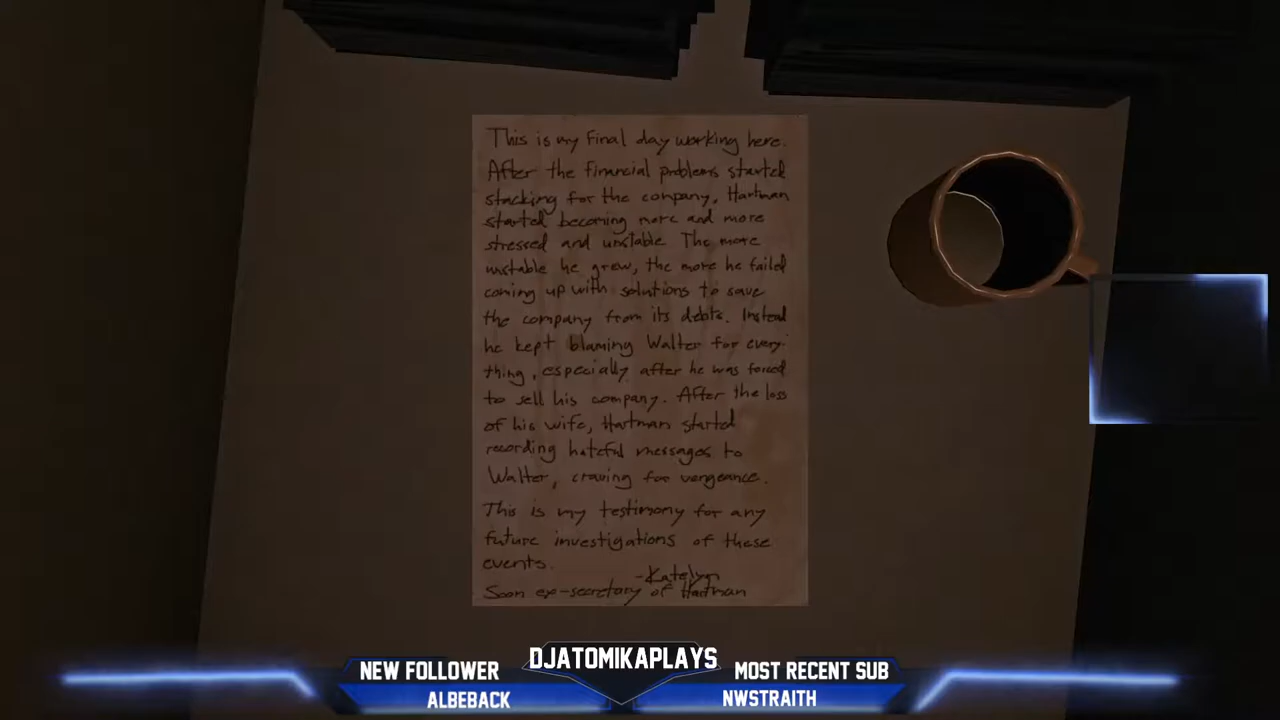 This is my final day working here.
After the financial problems started
stacking for the company, Hartman
started becoming more and more
stressed and unstable. The more
unstable he grew, the more he failed
coming up with solutions to save
the company from its debts. Instead
he kept blaming Walter for every-
thing, especially after he was forced
to sell his company. After the loss
of his wife, Hartman started
recording hateful messages to
Walter, craving for vengeance.
This is my testimony for any
future investigations of these
events.
-Katelyn
Soon ex-secretary of Hartman
DJATOMIKAPLAYS
NEW FOLLOWER
ALBEBACK
MOST RECENT SUB
NWSTRAITH